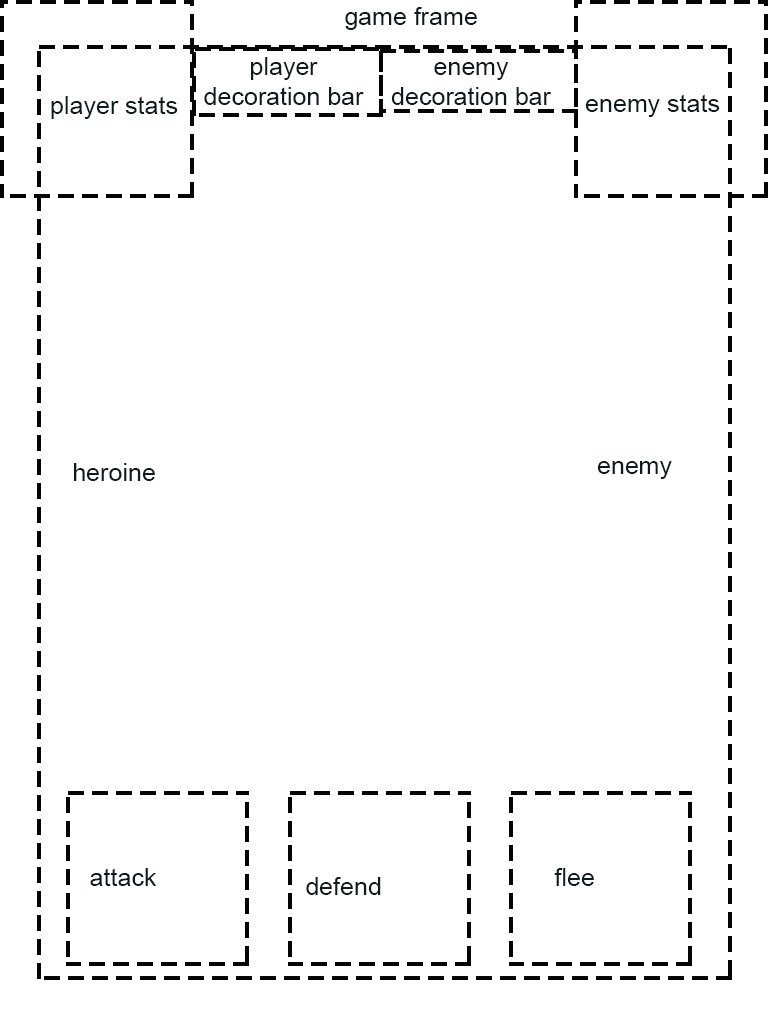 game frame
player stats
player
decoration bar
enemy
decoration bar
enemy stats
heroine
enemy
attack
defend
flee